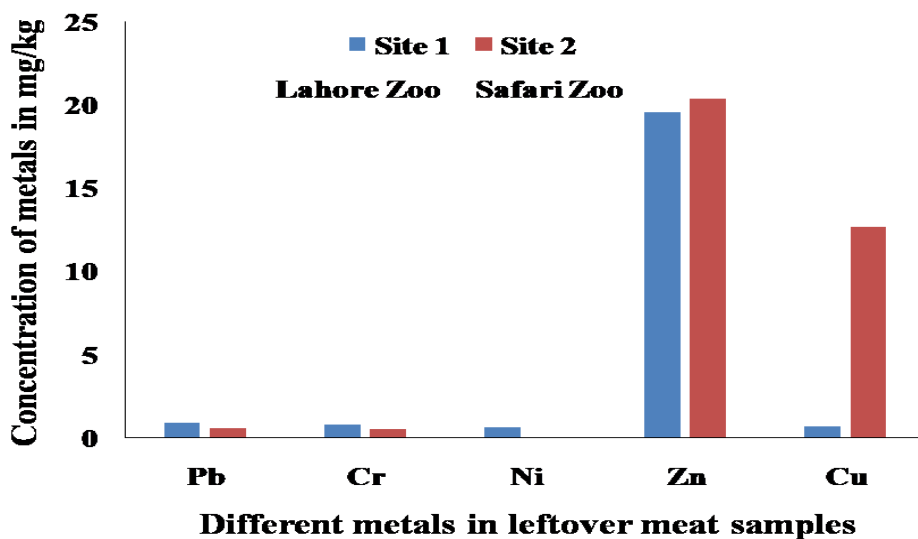 Concentration of metals in mg/kg
25
20
15
10
5
0
Site 1 Site 2
Lahore Zoo Safari Zoo
Pb Cr Ni Zn Cu
Different metals in leftover meat samples